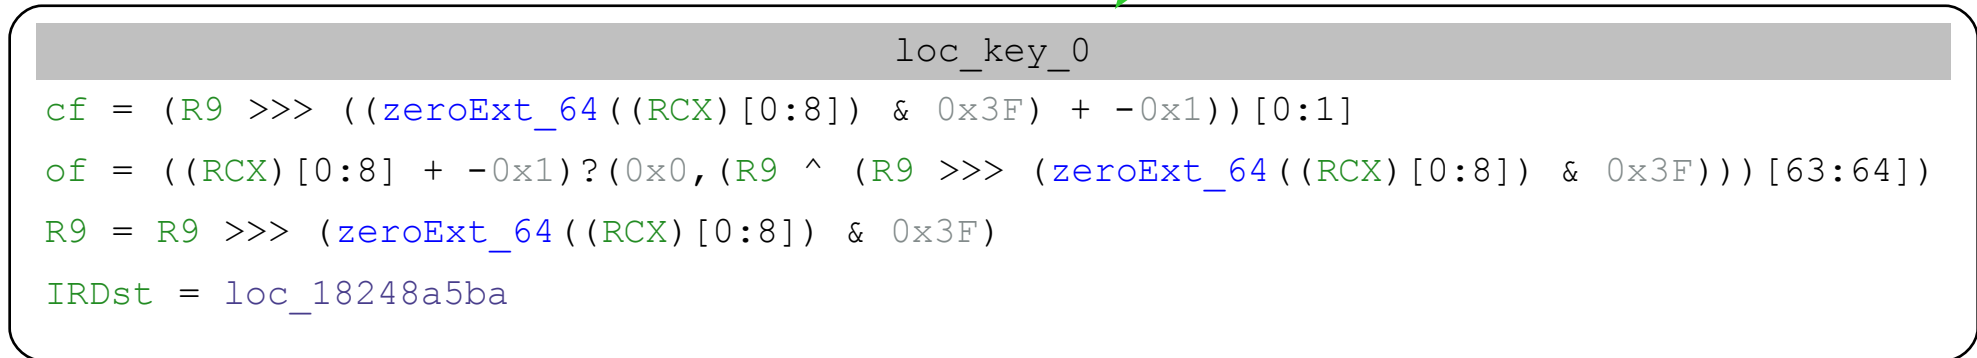 loc_key_0
cf = (R9 >>> ((zeroExt_64((RCX)[0:8]) & 0x3F) + -0x1))[0:1]
of = ((RCX)[0:8] + -0x1)?(0x0,(R9 ^ (R9 >>> (zeroExt_64((RCX)[0:8]) & 0x3F)))[63:64])
R9 = R9 >>> (zeroExt_64((RCX)[0:8]) & 0x3F)
IRDst = loc_18248a5ba